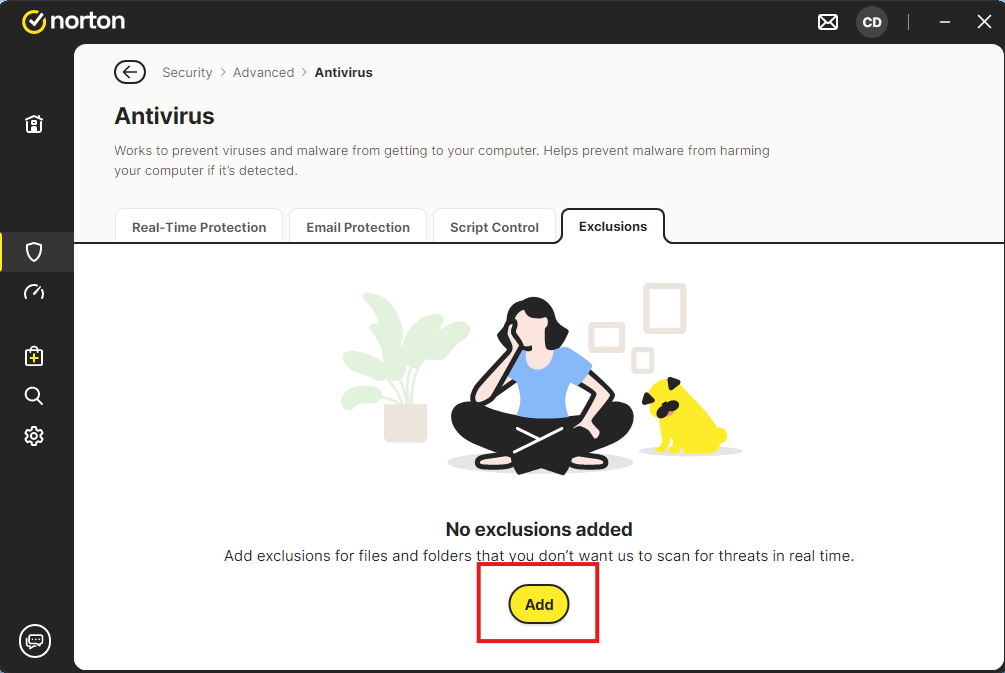 norton
CD
Security > Advanced > Antivirus
Antivirus
Works to prevent viruses and malware from getting to your computer. Helps prevent malware from harming
your computer if it's detected.
Real-Time Protection
Email Protection
Script Control
Exclusions
No exclusions added
Add exclusions for files and folders that you don't want us to scan for threats in real time.
Add